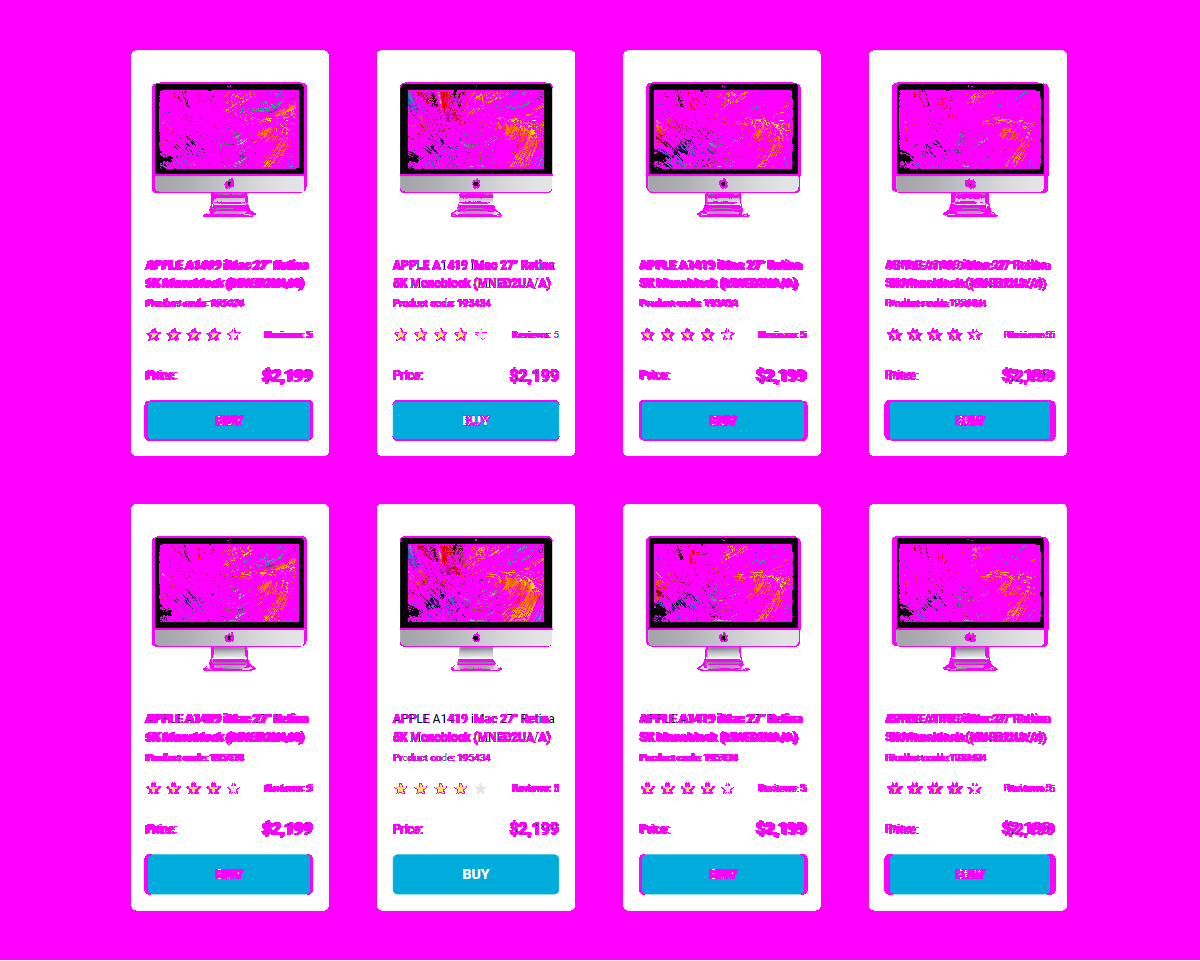 APPLE A1419 iMac 27" Retina
5K Monoblock (MNED2UA/A)
Product code: 195434
Reviews: 5
Price: $2,199
BUY
APPLE A1419 iMac 27" Retina
5K Monoblock (MNED2UA/A)
Product code: 195434
Reviews: 5
Price: $2,199
BUY
APPLE A1419 iMac 27" Retina
5K Monoblock (MNED2UA/A)
Product code: 195434
Reviews: 5
Price: $2,199
BUY
APPLE A1419 iMac 27" Retina
5K Monoblock (MNED2UA/A)
Product code: 195434
Reviews: 5
Price: $2,199
BUY
APPLE A1419 iMac 27" Retina
5K Monoblock (MNED2UA/A)
Product code: 195434
Reviews: 5
Price: $2,199
BUY
APPLE A1419 iMac 27" Retina
5K Monoblock (MNED2UA/A)
Product code: 195434
Reviews: 5
Price: $2,199
BUY
APPLE A1419 iMac 27" Retina
5K Monoblock (MNED2UA/A)
Product code: 195434
Reviews: 5
Price: $2,199
BUY
APPLE A1419 iMac 27" Retina
5K Monoblock (MNED2UA/A)
Product code: 195434
Reviews: 5
Price: $2,199
BUY